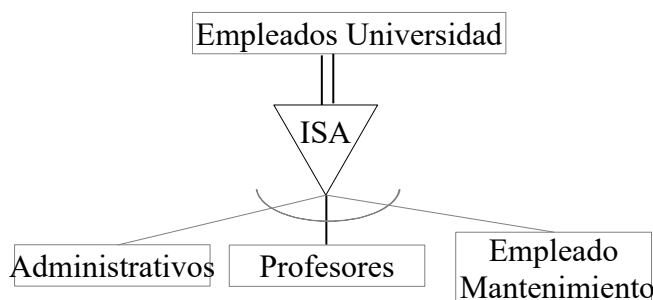 Empleados Universidad
ISA
Administrativos
Profesores
Empleado
Mantenimiento